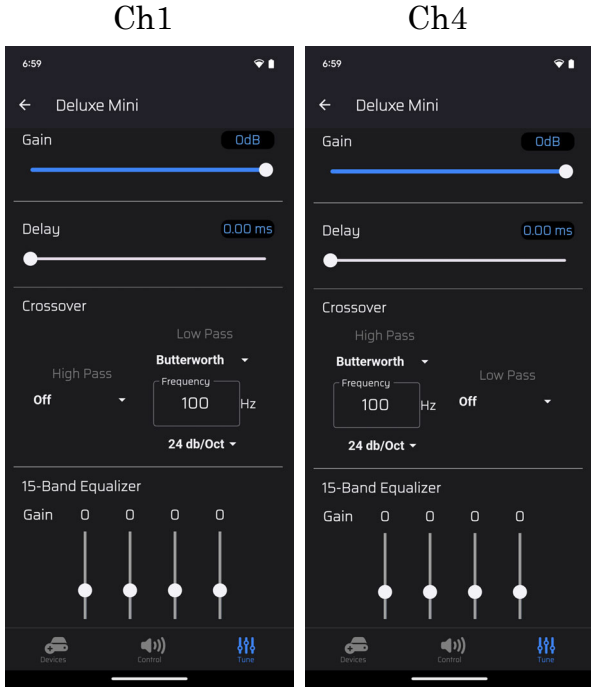 Ch1
6:59
Deluxe Mini
Gain 0dB
Delay 0.00 ms
Crossover
Low Pass
Butterworth
High Pass
Frequency
Off
100 Hz
24 db/Oct
15-Band Equalizer
Gain 0 0 0 0
Devices Control Tune
Ch4
6:59
Deluxe Mini
Gain 0dB
Delay 0.00 ms
Crossover
High Pass
Butterworth
Low Pass
Frequency
100 Hz
Off
24 db/Oct
15-Band Equalizer
Gain 0 0 0 0
Devices Control Tune